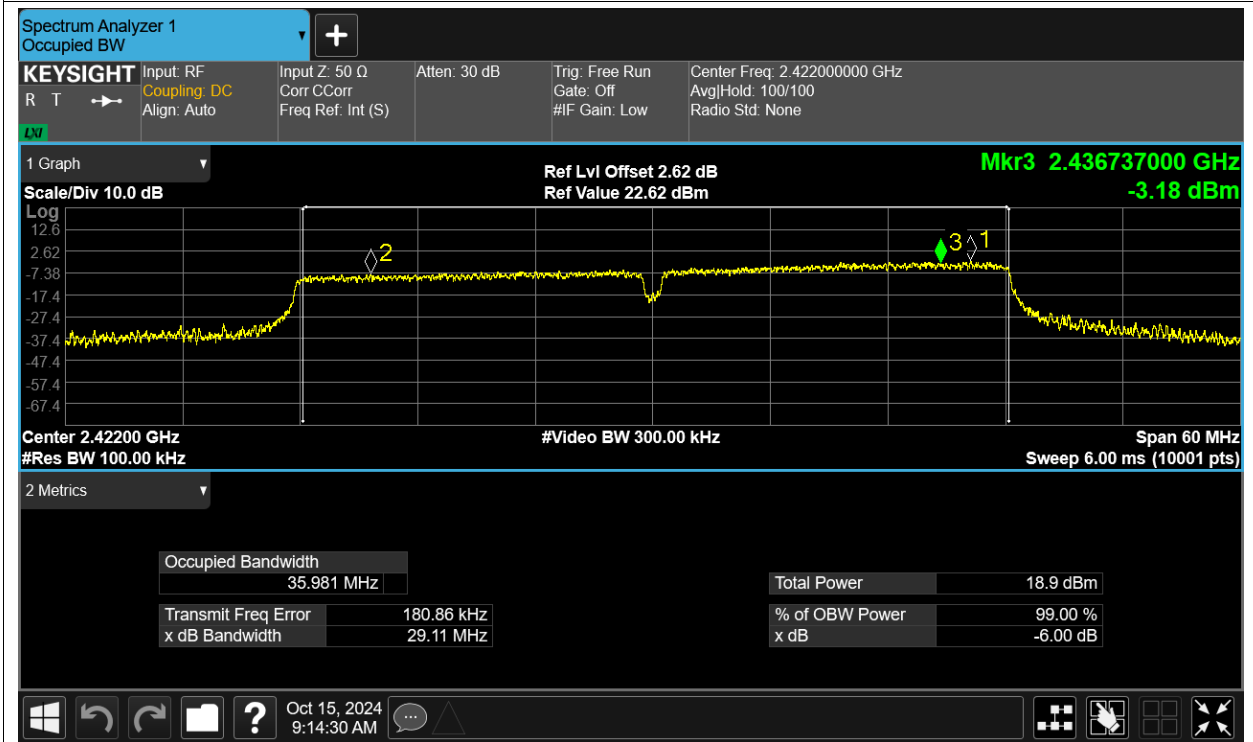 Spectrum Analyzer 1
Occupied BW
KEYSIGHT
R T
LXI
Input: RF
Coupling: DC
Align: Auto
Input Z: 50 Ω
Corr CCorr
Freq Ref: Int (S)
Atten: 30 dB
Trig: Free Run
Gate: Off
#IF Gain: Low
Center Freq: 2.422000000 GHz
Avg|Hold: 100/100
Radio Std: None
1 Graph
Scale/Div 10.0 dB
Ref Lvl Offset 2.62 dB
Ref Value 22.62 dBm
Mkr3 2.436737000 GHz
-3.18 dBm
Log
12.6
2.62
-7.38
-17.4
-27.4
-37.4
-47.4
-57.4
-67.4
2
3
1
Center 2.42200 GHz
#Video BW 300.00 kHz
Span 60 MHz
#Res BW 100.00 kHz
Sweep 6.00 ms (10001 pts)
2 Metrics
Occupied Bandwidth
35.981 MHz
Transmit Freq Error 180.86 kHz
x dB Bandwidth 29.11 MHz
Total Power 18.9 dBm
% of OBW Power 99.00 %
x dB -6.00 dB
?
Oct 15, 2024
9:14:30 AM